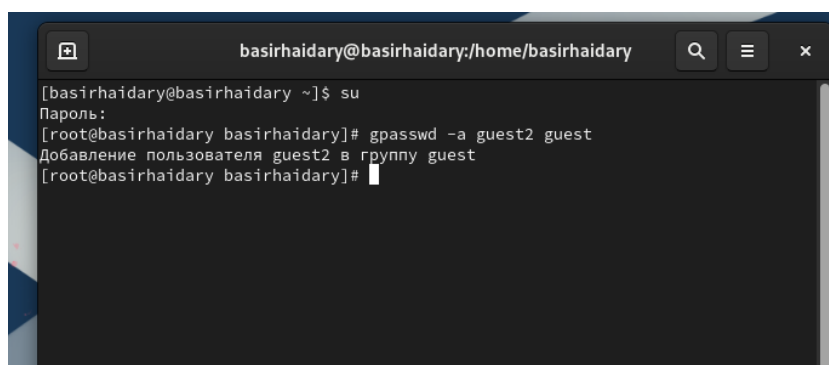 basirhaidary@basirhaidary:/home/basirhaidary
[basirhaidary@basirhaidary ~]$ su
Пароль:
[root@basirhaidary basirhaidary]# gpasswd -a guest2 guest
Добавление пользователя guest2 в группу guest
[root@basirhaidary basirhaidary]#